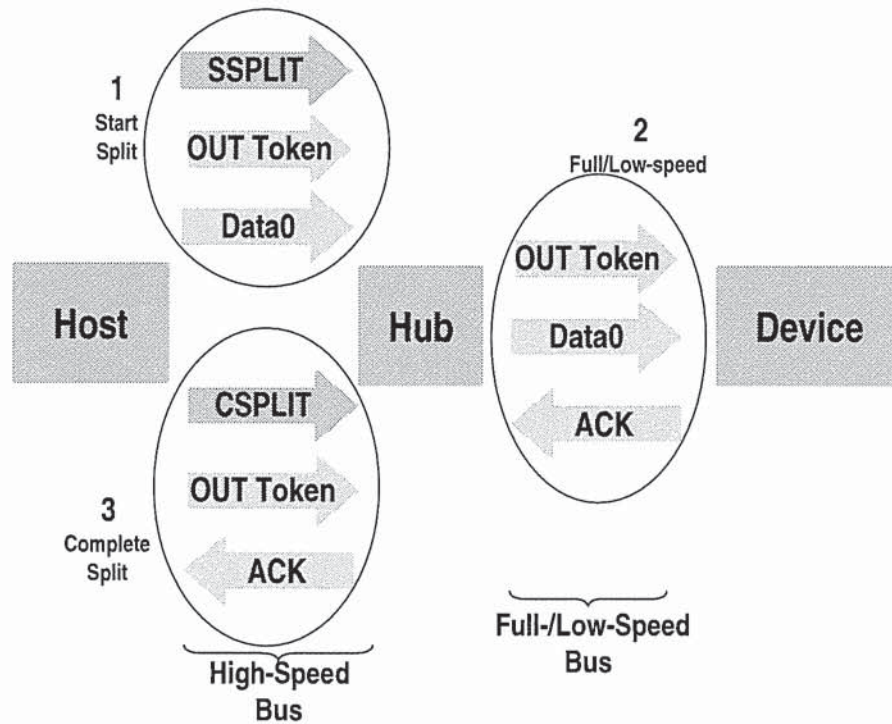 SSPLIT
1
Start
Split
OUT Token
Data0
2
Full/Low-speed
OUT Token
Data0
ACK
Host
Hub
Device
CSPLIT
OUT Token
ACK
3
Complete
Split
High-Speed
Bus
Full-/Low-Speed
Bus